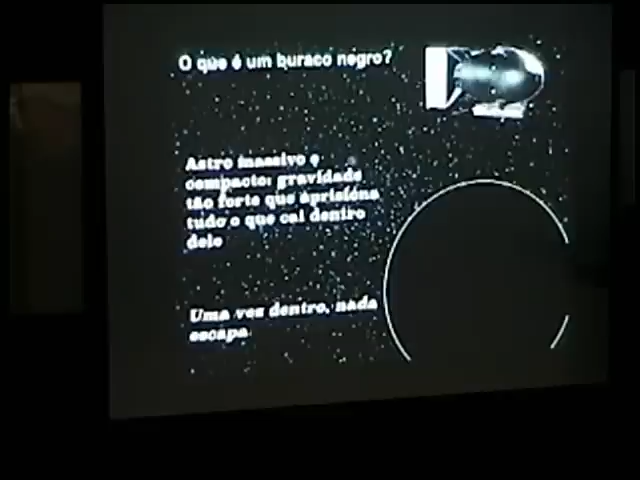 O que é um buraco negro?
Astro massivo e
compacto: gravidade
tão forte que aprisiona
tudo o que cai dentro
dele
Uma vez dentro, nada
escapa